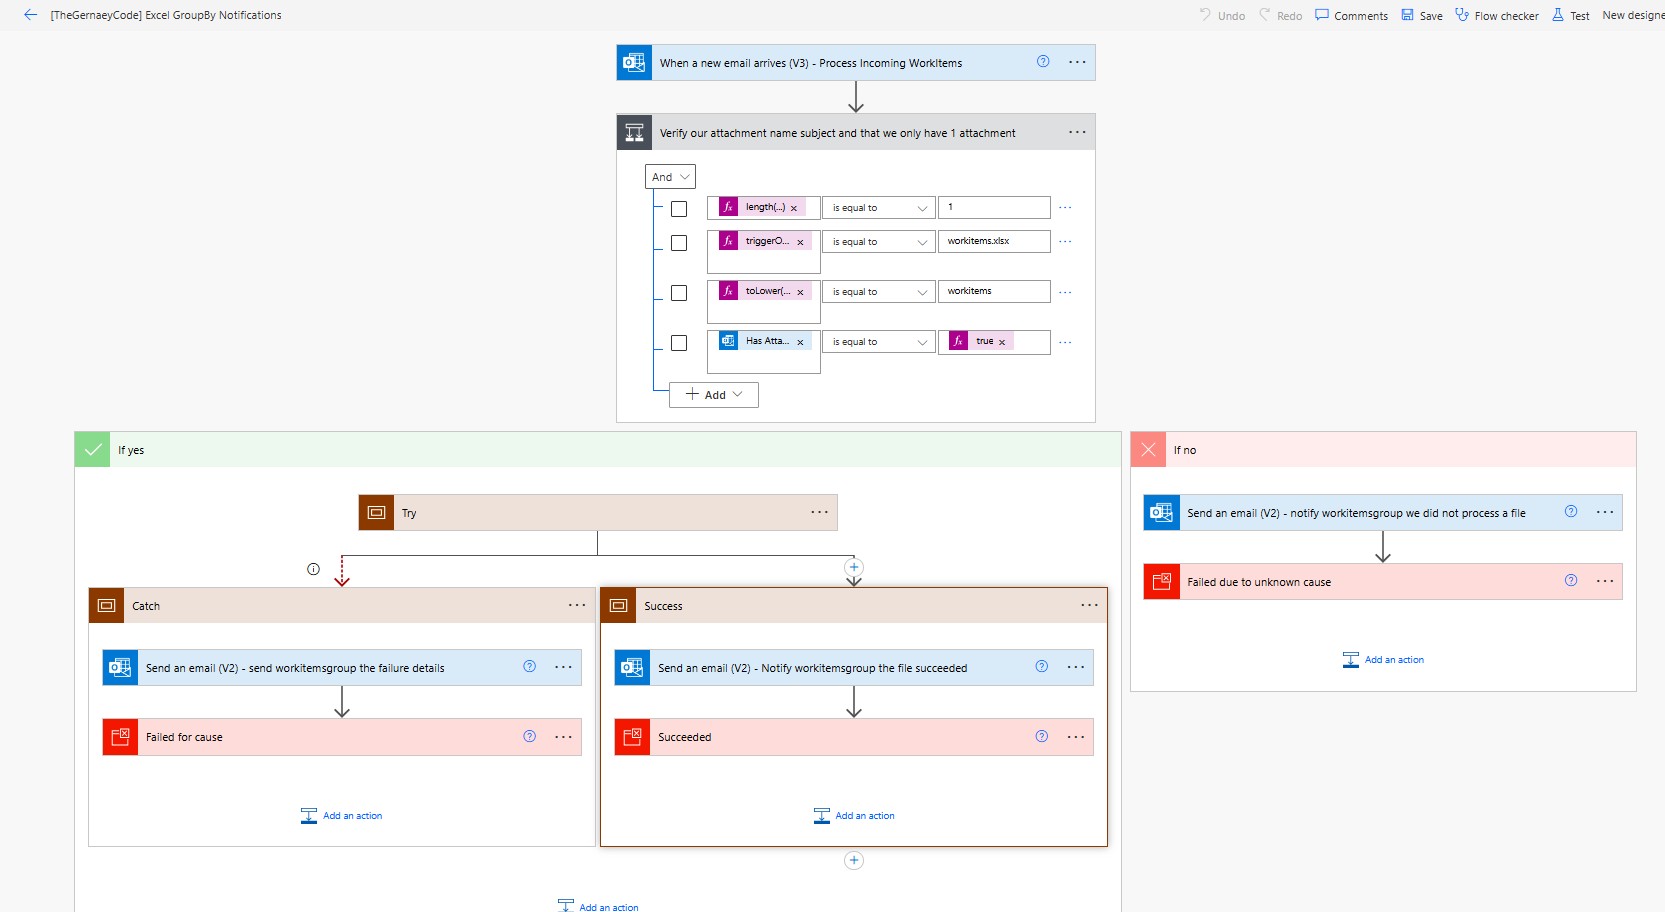 [TheGernaeyCode] Excel GroupBy Notifications
Undo Redo Comments Save Flow checker Test New designe
When a new email arrives (V3) - Process Incoming WorkItems
Verify our attachment name subject and that we only have 1 attachment
And
fx length(...) x is equal to 1
fx triggerO... x is equal to workitems.xlsx
fx toLower(... x is equal to workitems
Has Atta... x is equal to fx true x
Add
If yes
If no
Try
Send an email (V2) - notify workitemsgroup we did not process a file
Failed due to unknown cause
Add an action
Catch
Send an email (V2) - send workitemsgroup the failure details
Failed for cause
Add an action
Success
Send an email (V2) - Notify workitemsgroup the file succeeded
Succeeded
Add an action
Add an action